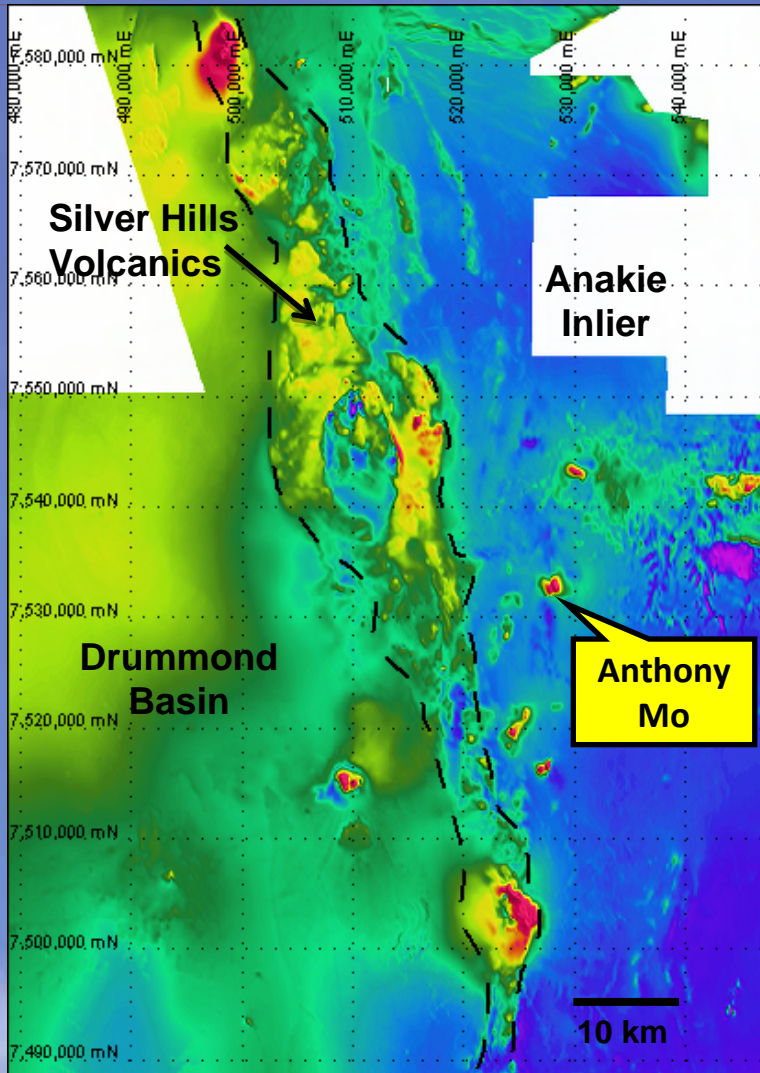 480,000 mE
490,000 mE
500,000 mE
510,000 mE
520,000 mE
530,000 mE
540,000 mE
7,580,000 mN
7,570,000 mN
Silver Hills
Volcanics
7,560,000 mN
Anakie
Inlier
7,550,000 mN
7,540,000 mN
7,530,000 mN
Drummond
Basin
Anthony
Mo
7,520,000 mN
7,510,000 mN
7,500,000 mN
10 km
7,490,000 mN